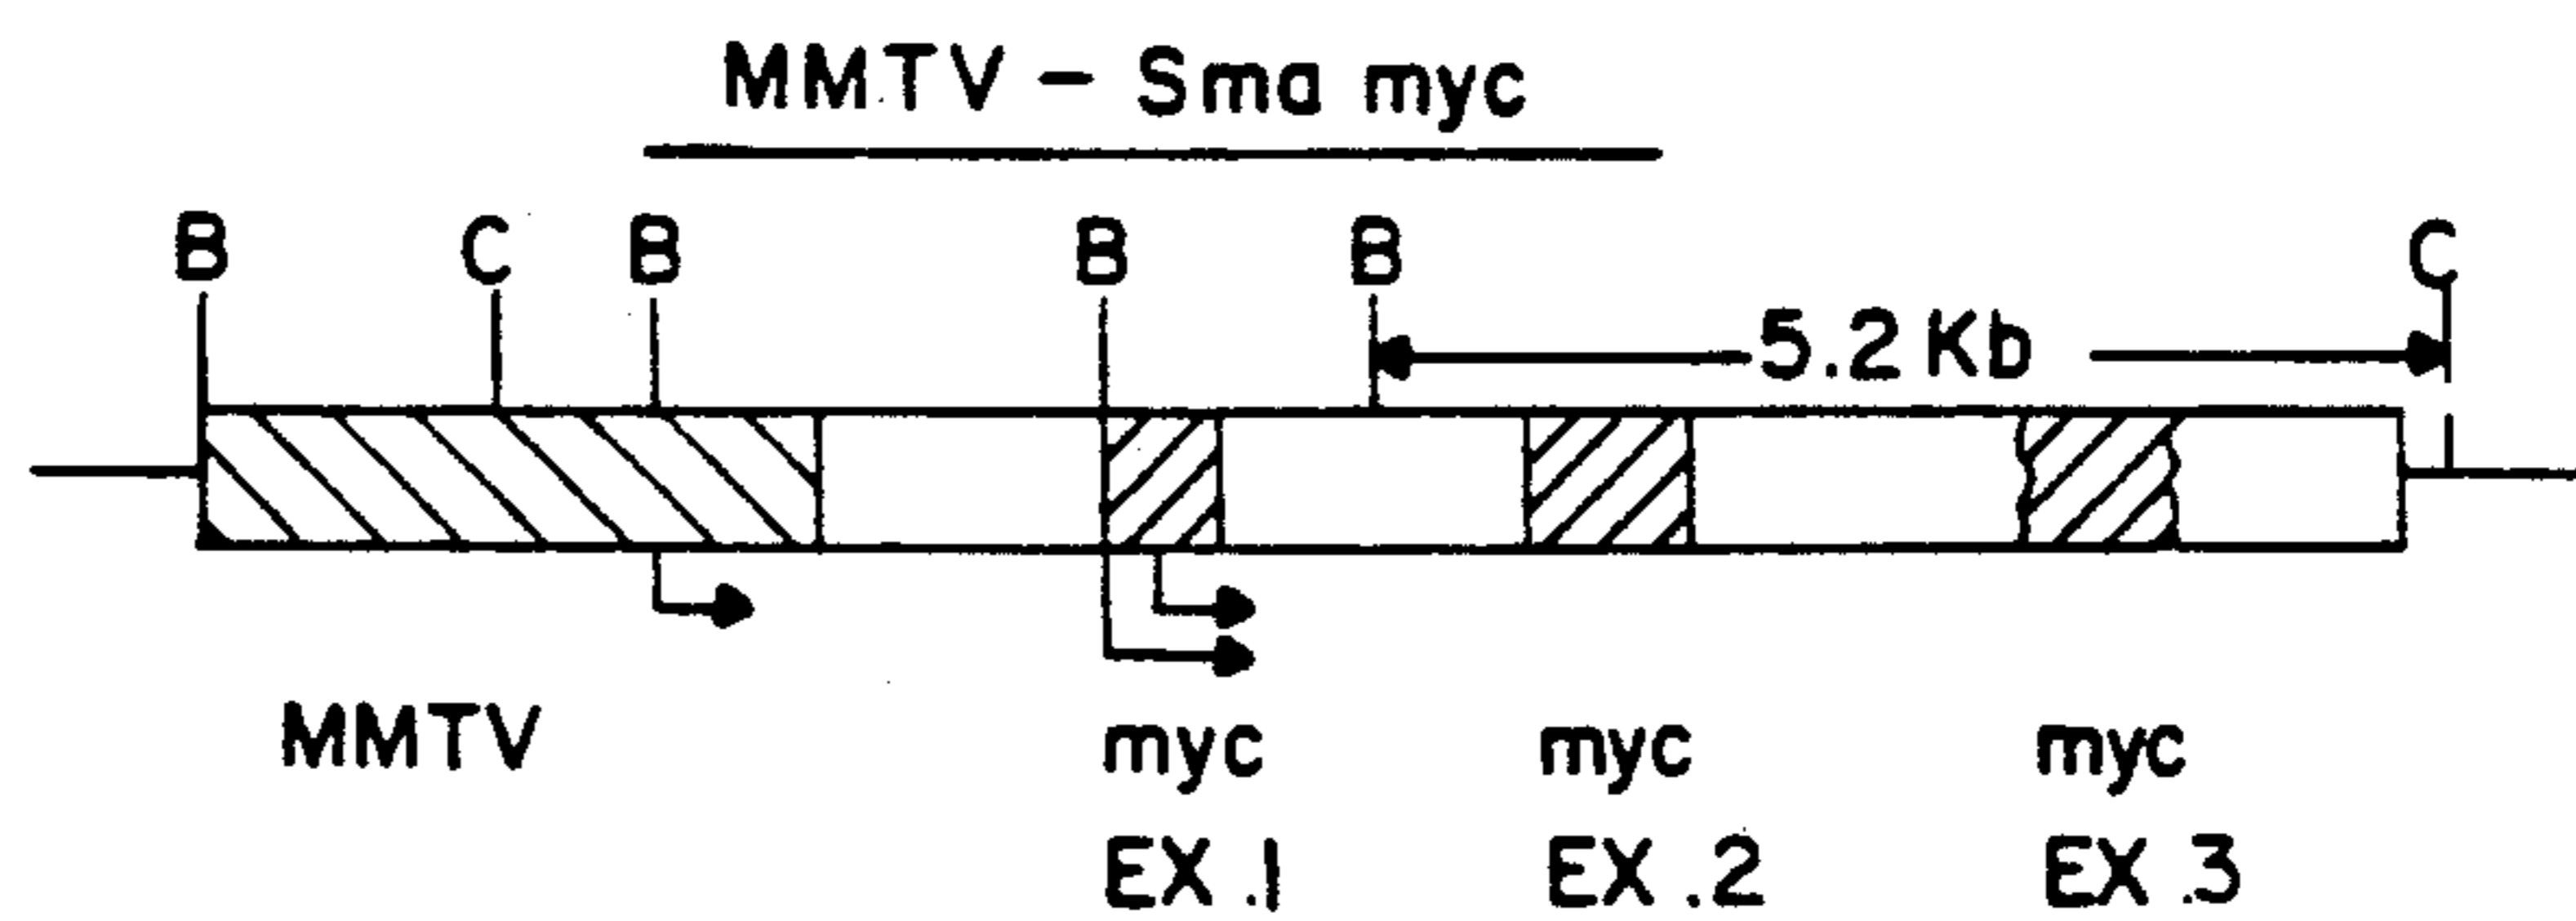 MMTV - Sma myc
B C B B B C
5.2 Kb
MMTV myc myc myc
EX.1 EX.2 EX.3